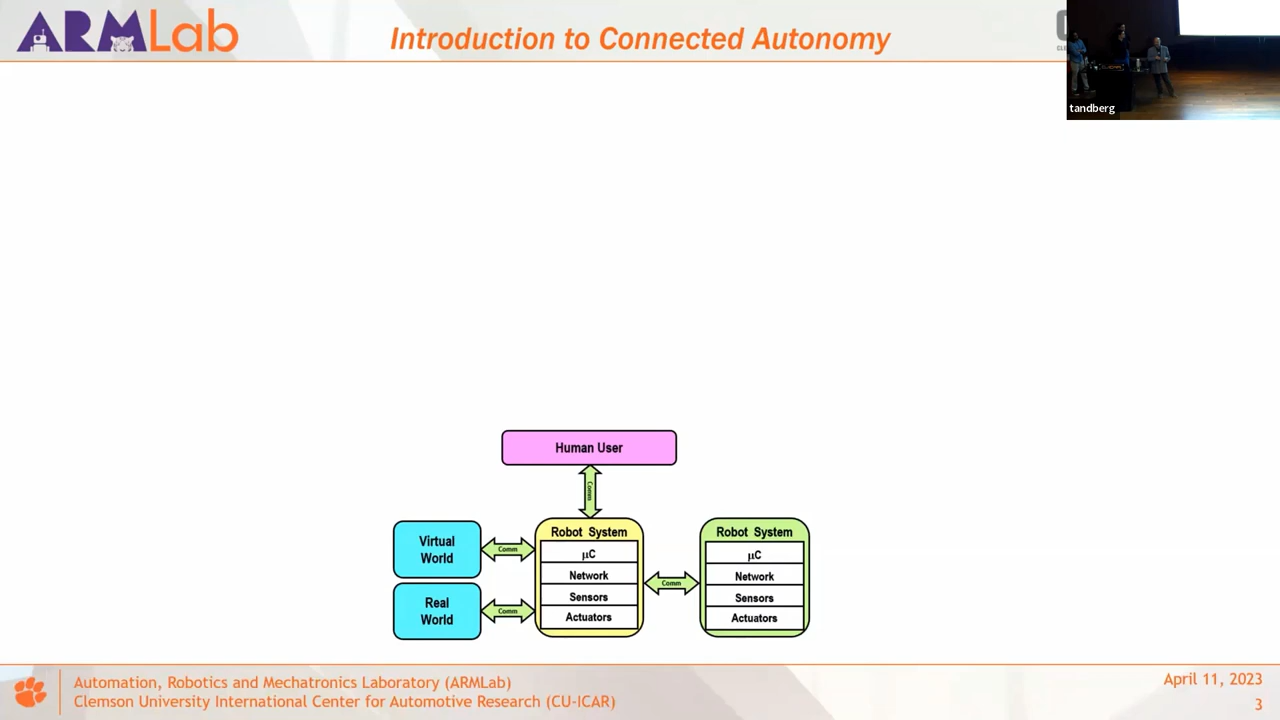 ARMLab
Introduction to Connected Autonomy
tandberg
Human User
Comm
Virtual
World
Comm
Real
World
Comm
Robot System
μC
Network
Sensors
Actuators
Comm
Robot System
μC
Network
Sensors
Actuators
Automation, Robotics and Mechatronics Laboratory (ARMLab)
Clemson University International Center for Automotive Research (CU-ICAR)
April 11, 2023
3